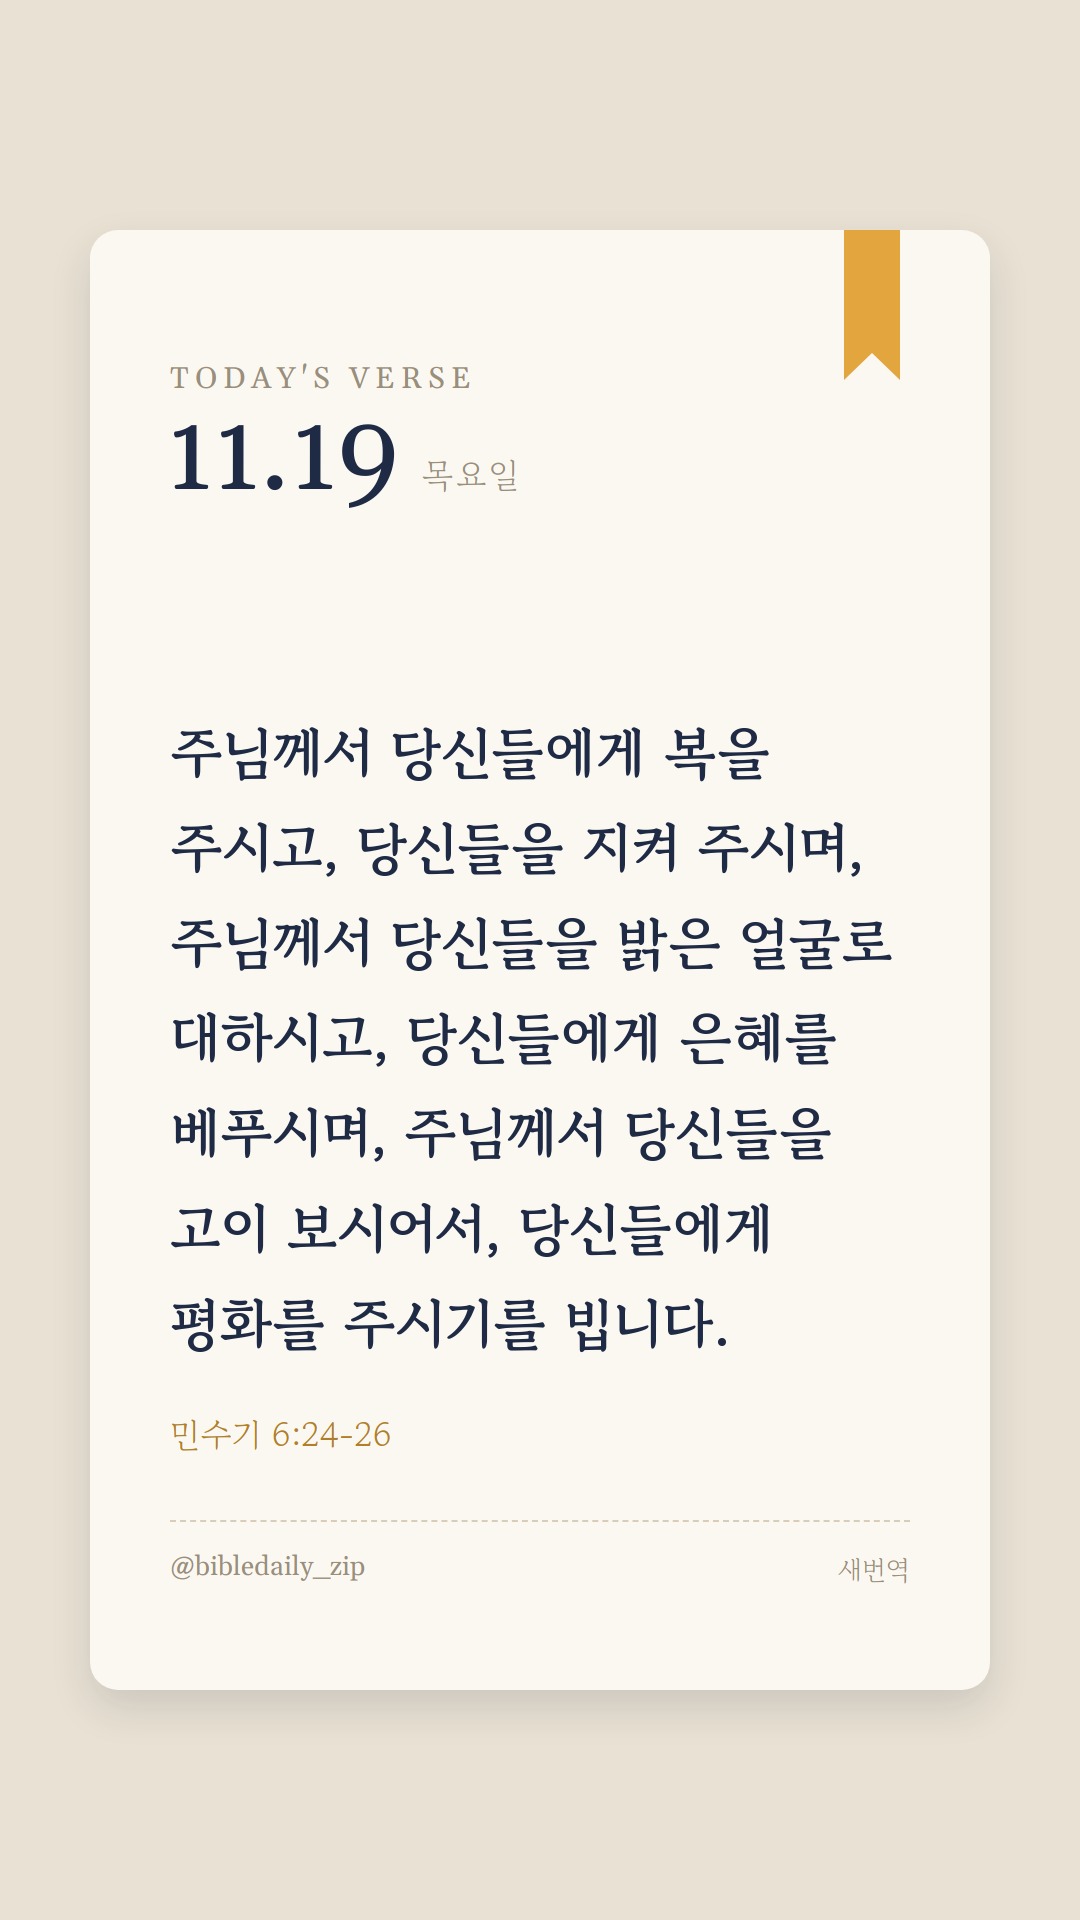 TODAY'S VERSE
11.19 목요일
주님께서 당신들에게 복을
주시고, 당신들을 지켜 주시며,
주님께서 당신들을 밝은 얼굴로
대하시고, 당신들에게 은혜를
베푸시며, 주님께서 당신들을
고이 보시어서, 당신들에게
평화를 주시기를 빕니다.
민수기 6:24-26
@bibledaily_zip 새번역